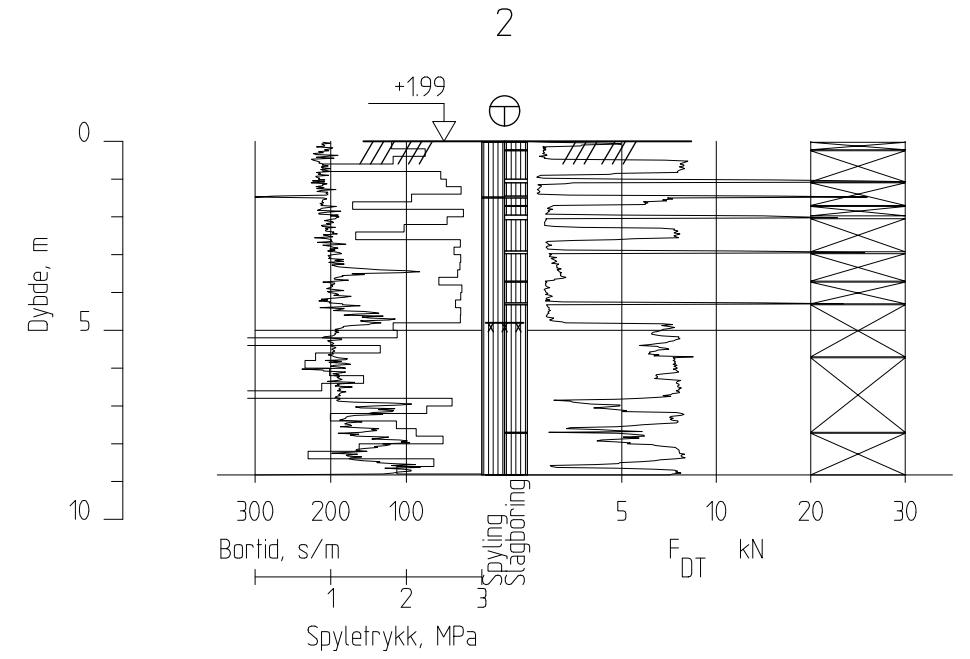 2
+1.99
0
5
10
Dybde, m
300 200 100
5 10 20 30
Bortid, s/m
Spyling
Slagboring
F DT kN
1 2 3
Spyletrykk, MPa
x x x